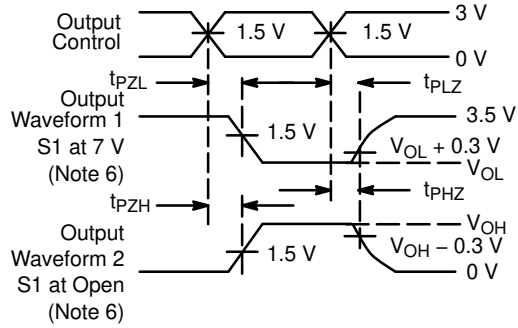 Output
Control
3 V
1.5 V
1.5 V
0 V
tPZL
tPLZ
Output
Waveform 1
S1 at 7 V
(Note 6)
3.5 V
1.5 V
VOL + 0.3 V
VOL
tPZH
tPHZ
Output
Waveform 2
S1 at Open
(Note 6)
VOH
1.5 V
VOH – 0.3 V
0 V